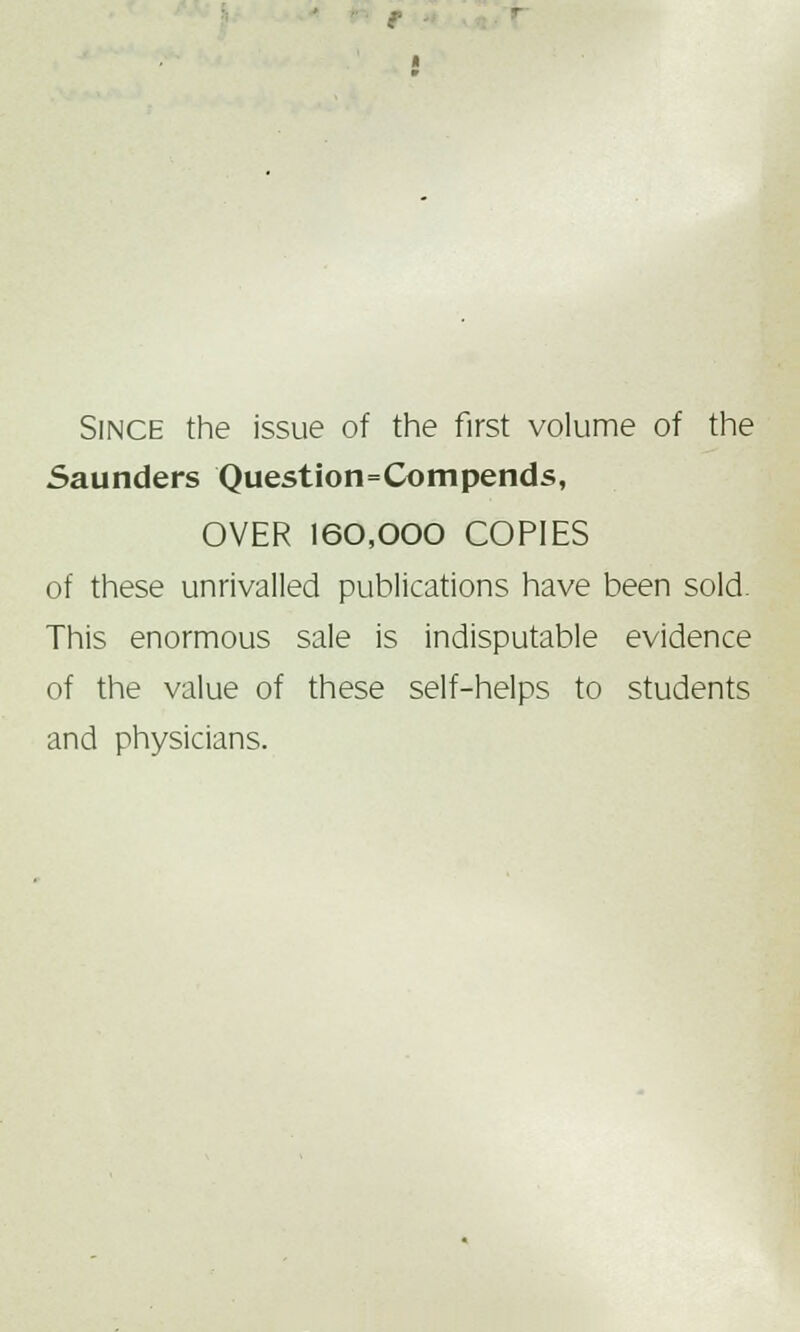 SINCE the issue of the first volume of the
Saunders Question=Compends,
OVER 160,000 COPIES
of these unrivalled publications have been sold.
This enormous sale is indisputable evidence
of the value of these self-helps to students
and physicians.